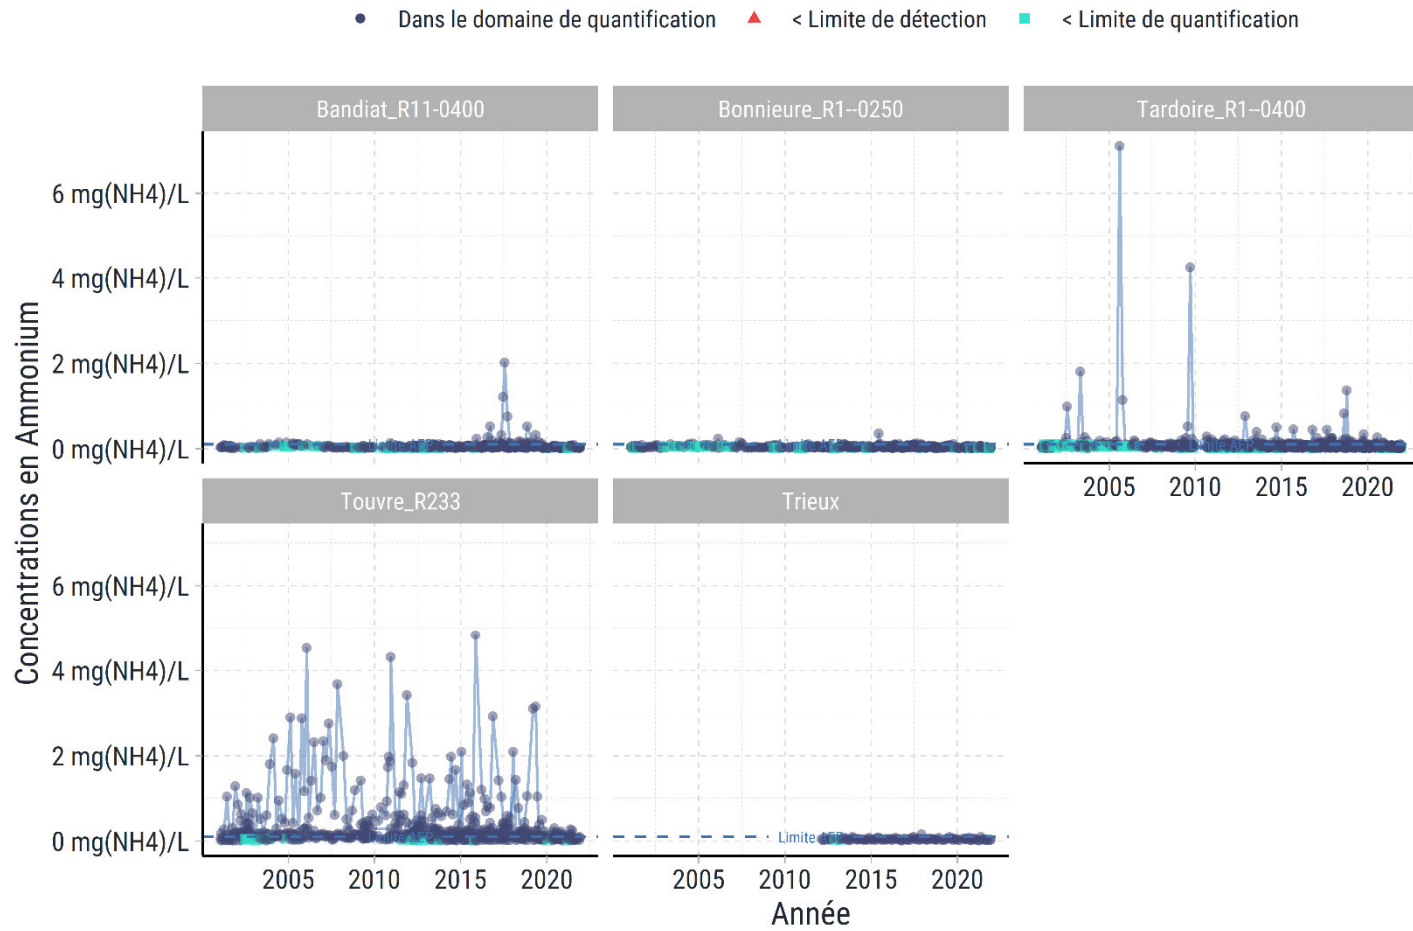 Dans le domaine de quantification < Limite de détection < Limite de quantification
Bandiat_R11-0400 Bonnieure_R1--0250 Tardoire_R1--0400
6 mg(NH4)/L
4 mg(NH4)/L
2 mg(NH4)/L
0 mg(NH4)/L
2005 2010 2015 2020
Touvre_R233 Trieux
6 mg(NH4)/L
4 mg(NH4)/L
2 mg(NH4)/L
0 mg(NH4)/L
Limite AEP
2005 2010 2015 2020 2005 2010 2015 2020
Concentrations en Ammonium
Année